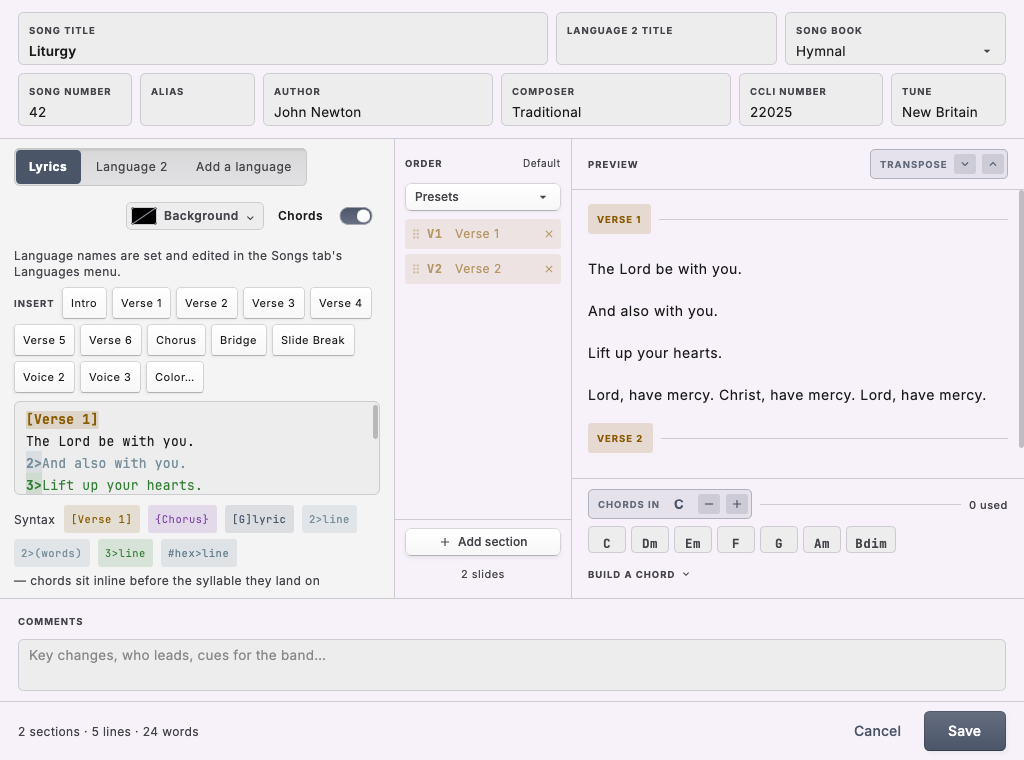 SONG TITLE
Liturgy
LANGUAGE 2 TITLE
SONG BOOK
Hymnal
SONG NUMBER
42
ALIAS
AUTHOR
John Newton
COMPOSER
Traditional
CCLI NUMBER
22025
TUNE
New Britain
Lyrics
Language 2
Add a language
Background
Chords
Language names are set and edited in the Songs tab's
Languages menu.
INSERT
Intro
Verse 1
Verse 2
Verse 3
Verse 4
Verse 5
Verse 6
Chorus
Bridge
Slide Break
Voice 2
Voice 3
Color...
[Verse 1]
The Lord be with you.
2>And also with you.
3>Lift up your hearts.
Syntax
[Verse 1]
{Chorus}
[G]lyric
2>line
2>(words)
3>line
#hex>line
— chords sit inline before the syllable they land on
ORDER
Default
Presets
V1 Verse 1 ×
V2 Verse 2 ×
+ Add section
2 slides
PREVIEW
TRANSPOSE
VERSE 1
The Lord be with you.
And also with you.
Lift up your hearts.
Lord, have mercy. Christ, have mercy. Lord, have mercy.
VERSE 2
CHORDS IN C − +
0 used
C
Dm
Em
F
G
Am
Bdim
BUILD A CHORD
COMMENTS
Key changes, who leads, cues for the band...
2 sections · 5 lines · 24 words
Cancel
Save